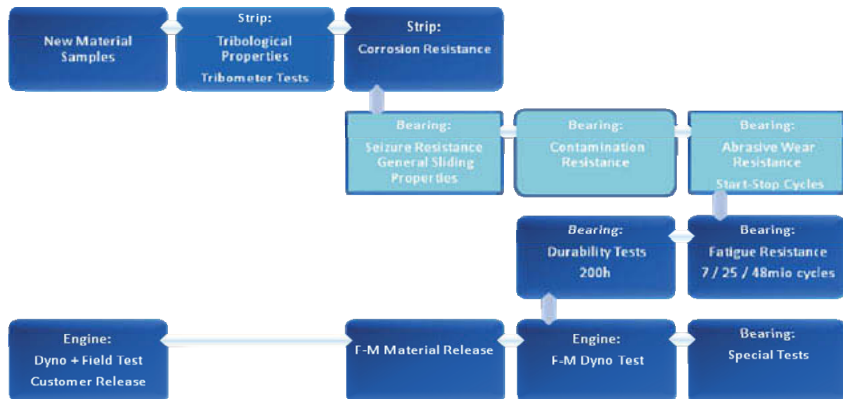 New Material
Samples
Strip:
Tribological
Properties
Tribometer Tests
Strip:
Corrosion Resistance
Bearing:
Seizure Resistance
General Sliding
Properties
Bearing:
Contamination
Resistance
Bearing:
Abrasive Wear
Resistance
Start-Stop Cycles
Bearing:
Durability Tests
200h
Bearing:
Fatigue Resistance
7 / 25 / 48mio cycles
Engine:
Dyno + Field Test
Customer Release
F-M Material Release
Engine:
F-M Dyno Test
Bearing:
Special Tests